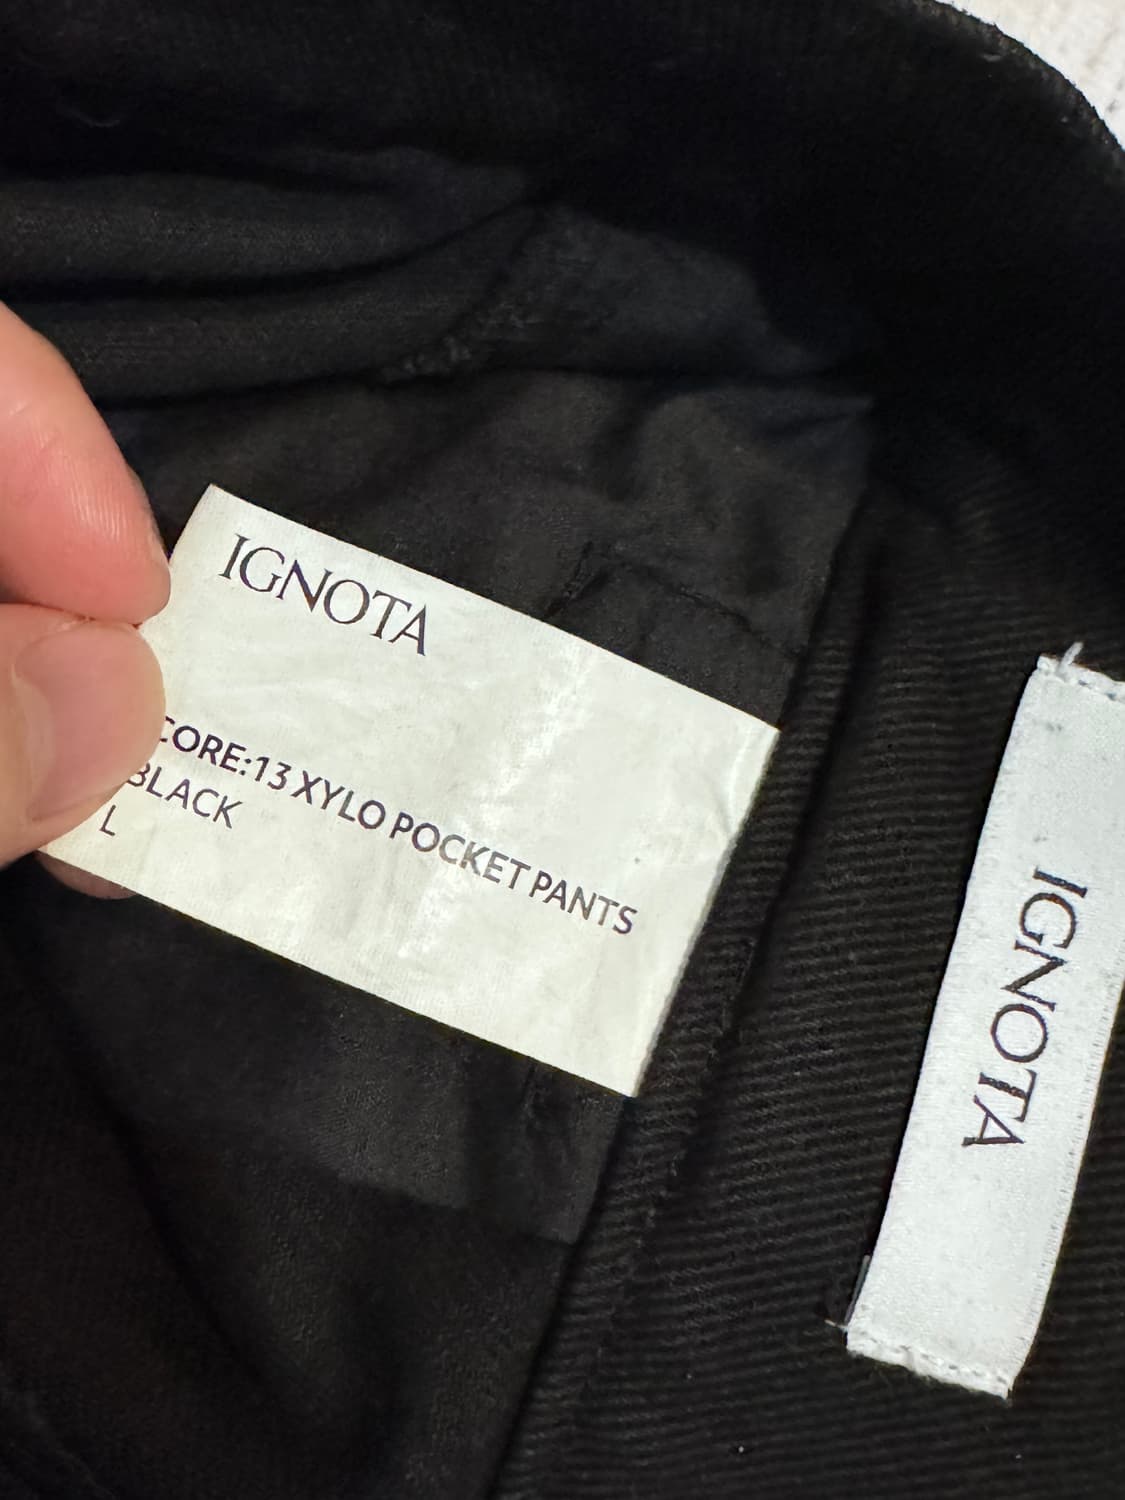 IGNOTA
CORE:13 XYLO POCKET PANTS
BLACK
L
IGNOTA